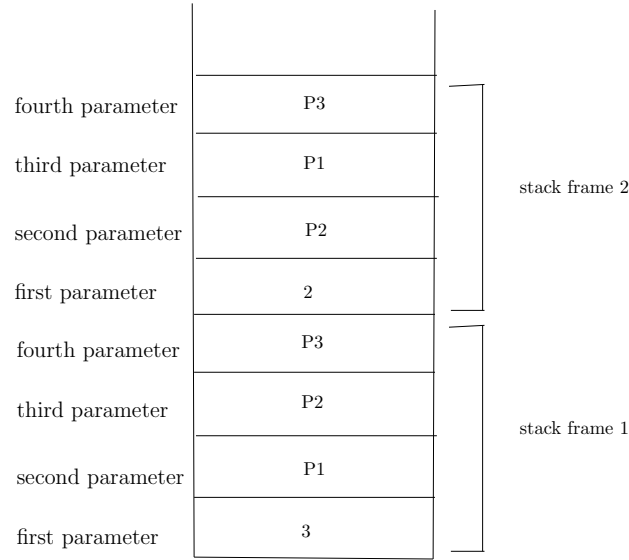 fourth parameter P3
third parameter P1
stack frame 2
second parameter P2
first parameter 2
fourth parameter P3
third parameter P2
stack frame 1
second parameter P1
first parameter 3